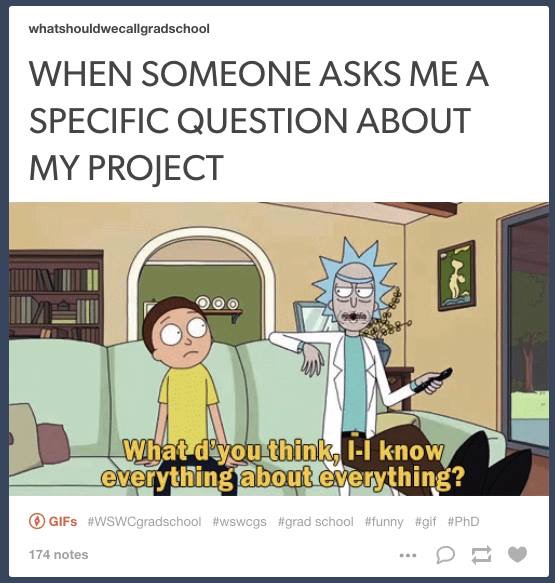 whatshouldwecallgradschool
WHEN SOMEONE ASKS ME A
SPECIFIC QUESTION ABOUT
MY PROJECT
What d'you think, I-I know
everything about everything?
GIFs #WSWCgradschool #wswcgs #grad school #funny #gif #PhD
174 notes